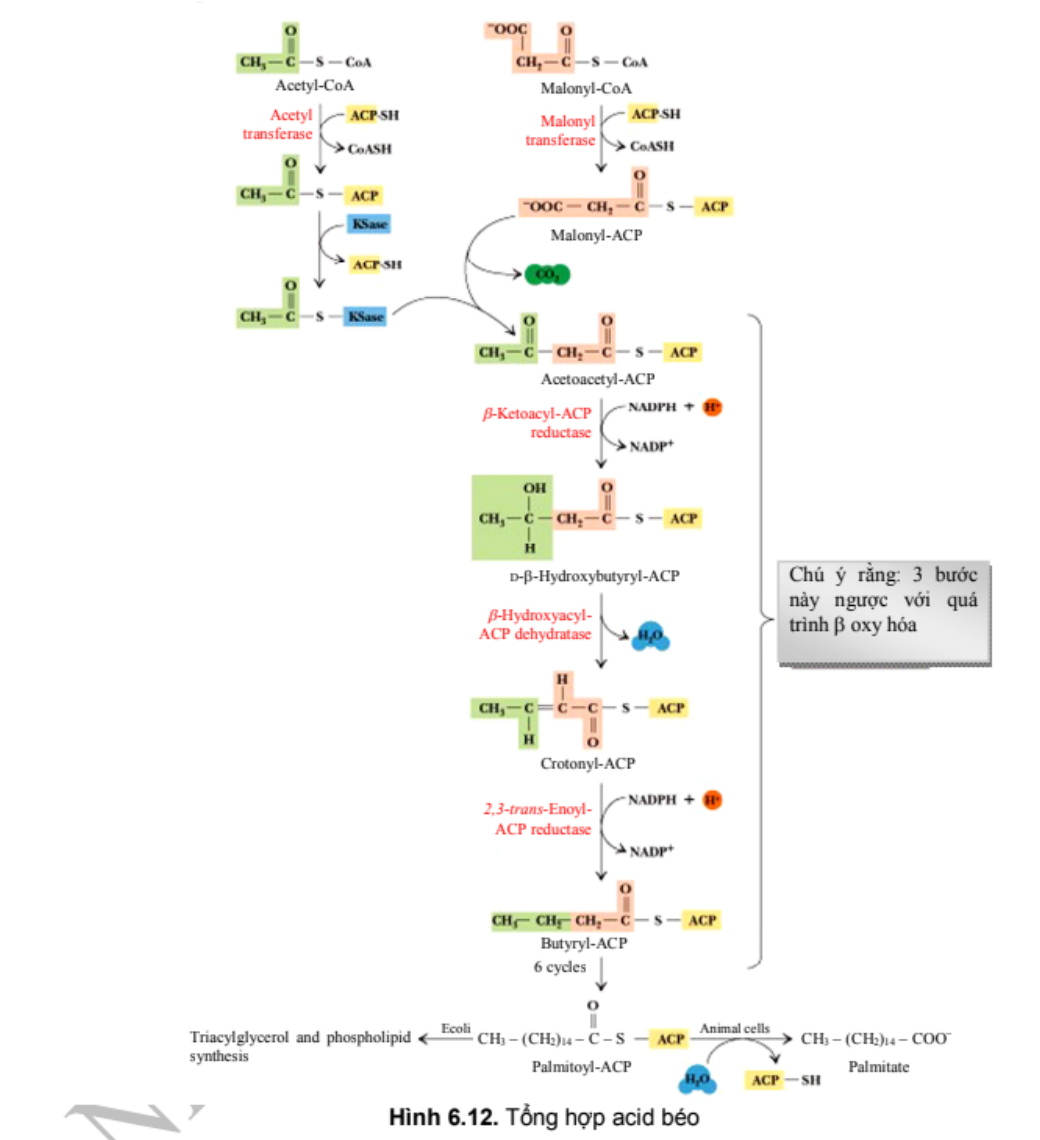 O
CH₃ — C — S — CoA
Acetyl-CoA
Acetyl
transferase
ACP-SH
CoASH
O
CH₃ — C — S — ACP
KSase
ACP-SH
O
CH₃ — C — S — KSase
⁻OOC O
CH₂ — C — S — CoA
Malonyl-CoA
Malonyl
transferase
ACP-SH
CoASH
O
⁻OOC — CH₂ — C — S — ACP
Malonyl-ACP
CO₂
O O
CH₃ — C — CH₂ — C — S — ACP
Acetoacetyl-ACP
β-Ketoacyl-ACP
reductase
NADPH + H⁺
NADP⁺
OH O
CH₃ — C — CH₂ — C — S — ACP
H
D-β-Hydroxybutyryl-ACP
β-Hydroxyacyl-
ACP dehydratase
H₂O
H
CH₃ — C = C — C — S — ACP
H O
Crotonyl-ACP
2,3-trans-Enoyl-
ACP reductase
NADPH + H⁺
NADP⁺
O
CH₃ — CH₂ — CH₂ — C — S — ACP
Butyryl-ACP
6 cycles
Chú ý rằng: 3 bước
này ngược với quá
trình β oxy hóa
O
Triacylglycerol and phospholipid
synthesis
Ecoli
CH₃ – (CH₂)₁₄ – C – S — ACP
Palmitoyl-ACP
Animal cells
H₂O
ACP — SH
CH₃ – (CH₂)₁₄ – COO⁻
Palmitate
Hình 6.12. Tổng hợp acid béo